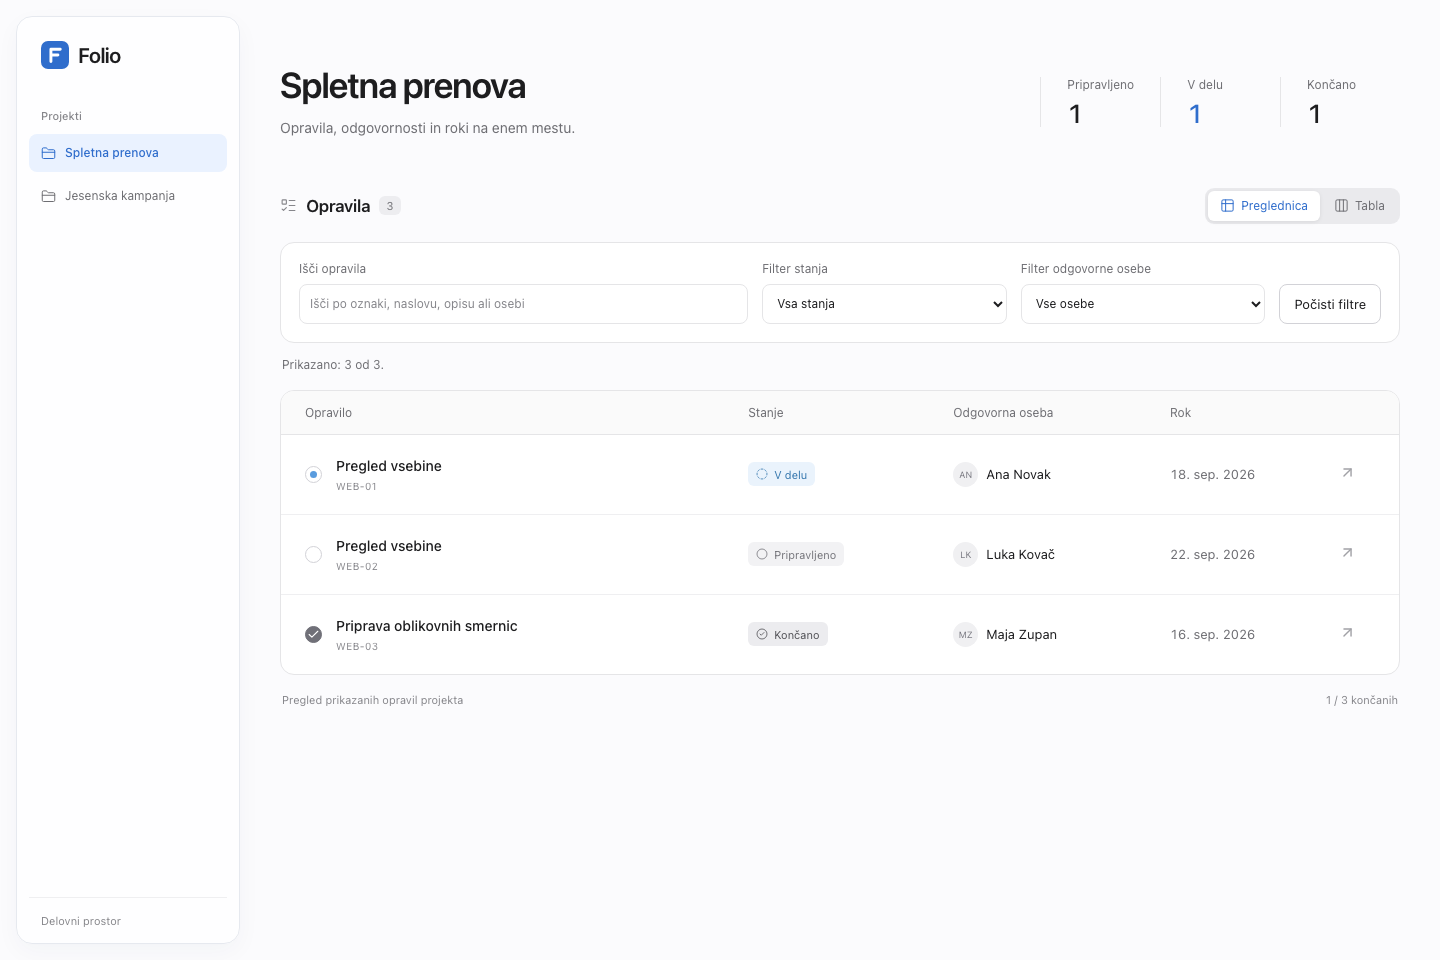 Folio
Projekti
Spletna prenova
Jesenska kampanja
Delovni prostor
Spletna prenova
Opravila, odgovornosti in roki na enem mestu.
Pripravljeno
1
V delu
1
Končano
1
Opravila 3
Preglednica
Tabla
Išči opravila
Išči po oznaki, naslovu, opisu ali osebi
Filter stanja
Vsa stanja
Filter odgovorne osebe
Vse osebe
Počisti filtre
Prikazano: 3 od 3.
Opravilo Stanje Odgovorna oseba Rok
Pregled vsebine
WEB-01
V delu
AN Ana Novak
18. sep. 2026
Pregled vsebine
WEB-02
Pripravljeno
LK Luka Kovač
22. sep. 2026
Priprava oblikovnih smernic
WEB-03
Končano
MZ Maja Zupan
16. sep. 2026
Pregled prikazanih opravil projekta
1 / 3 končanih